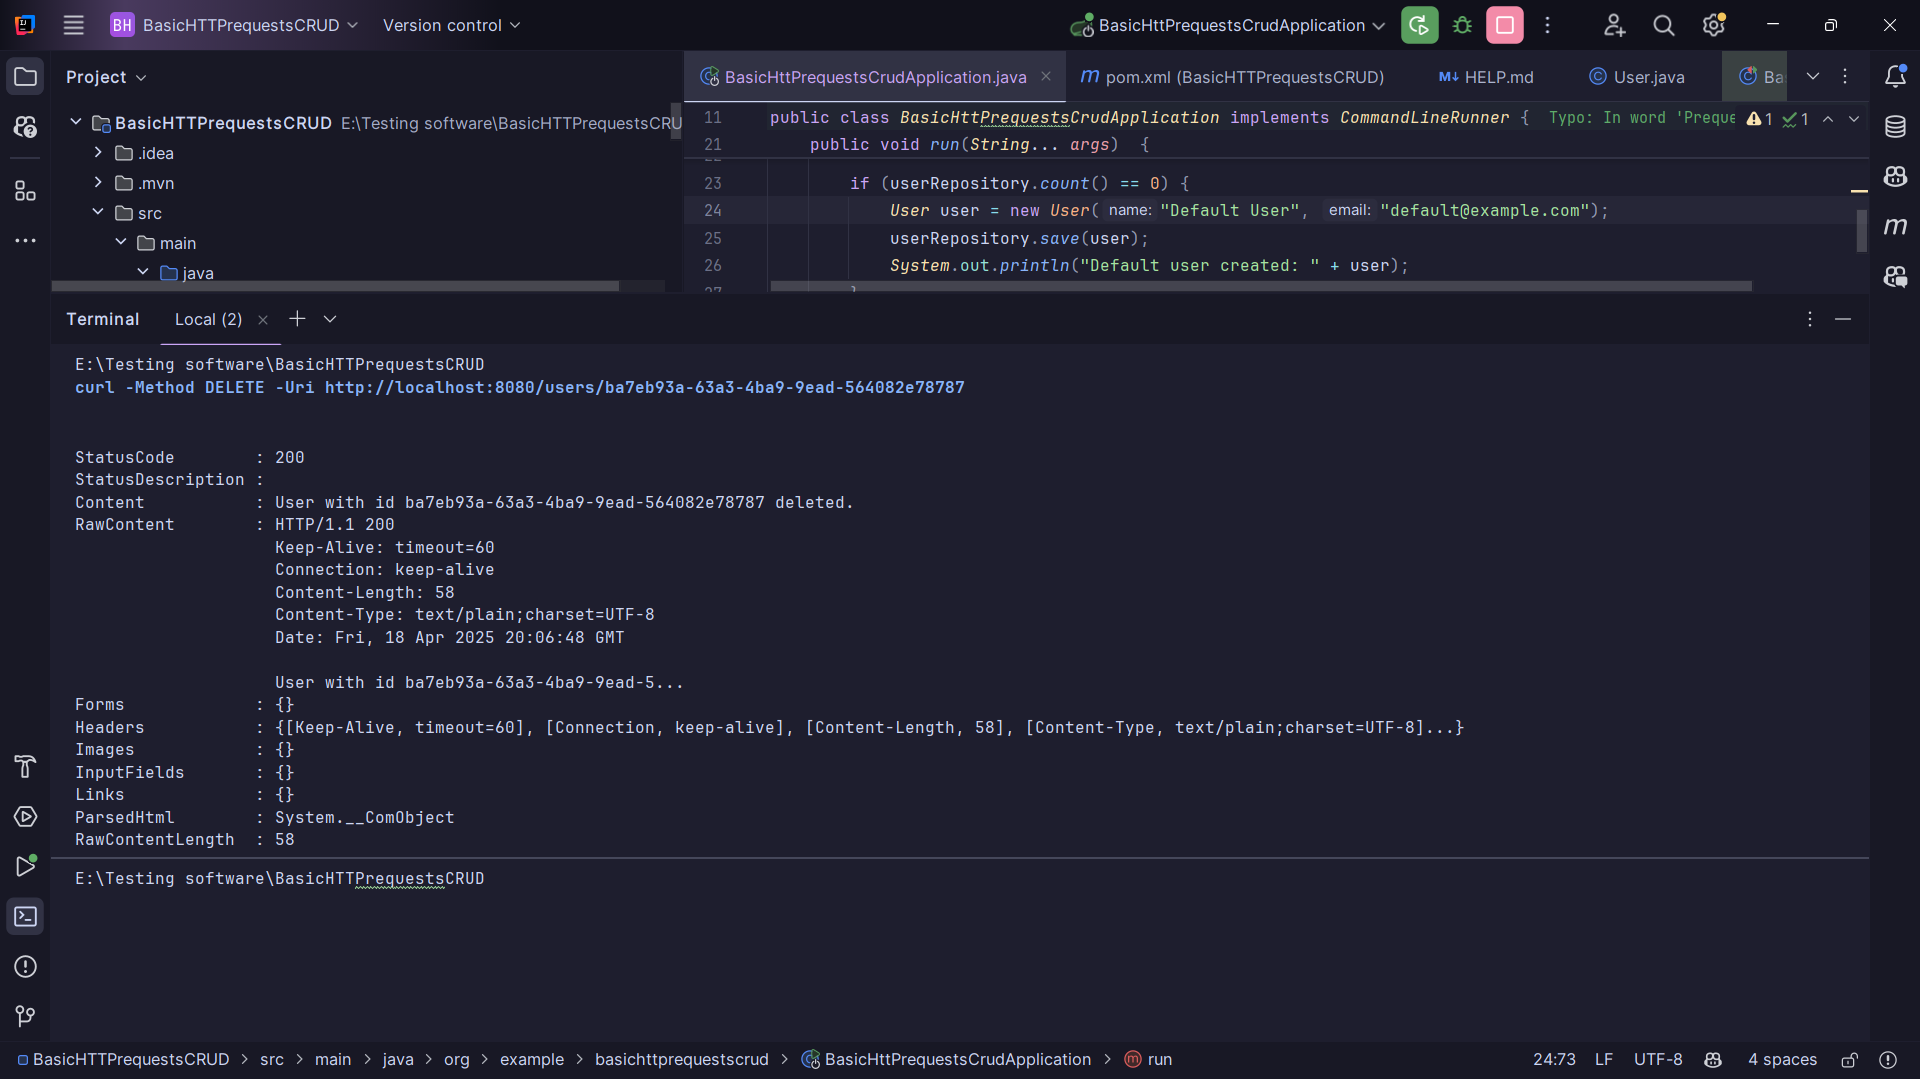 BH BasicHTTPrequestsCRUD Version control BasicHttPrequestsCrudApplication
Project
BasicHTTPrequestsCRUD E:\Testing software\BasicHTTPrequestsCRU
.idea
.mvn
src
main
java
BasicHttPrequestsCrudApplication.java m pom.xml (BasicHTTPrequestsCRUD) M↓ HELP.md User.java Ba
11 public class BasicHttPrequestsCrudApplication implements CommandLineRunner { Typo: In word 'Preque 1 1
21 public void run(String... args) {
23 if (userRepository.count() == 0) {
24 User user = new User( name: "Default User", email: "default@example.com");
25 userRepository.save(user);
26 System.out.println("Default user created: " + user);
27 }
Terminal Local (2)
E:\Testing software\BasicHTTPrequestsCRUD
curl -Method DELETE -Uri http://localhost:8080/users/ba7eb93a-63a3-4ba9-9ead-564082e78787
StatusCode : 200
StatusDescription :
Content : User with id ba7eb93a-63a3-4ba9-9ead-564082e78787 deleted.
RawContent : HTTP/1.1 200
Keep-Alive: timeout=60
Connection: keep-alive
Content-Length: 58
Content-Type: text/plain;charset=UTF-8
Date: Fri, 18 Apr 2025 20:06:48 GMT
User with id ba7eb93a-63a3-4ba9-9ead-5...
Forms : {}
Headers : {[Keep-Alive, timeout=60], [Connection, keep-alive], [Content-Length, 58], [Content-Type, text/plain;charset=UTF-8]...}
Images : {}
InputFields : {}
Links : {}
ParsedHtml : System.__ComObject
RawContentLength : 58
E:\Testing software\BasicHTTPrequestsCRUD
BasicHTTPrequestsCRUD > src > main > java > org > example > basichttprequestscrud > BasicHttPrequestsCrudApplication > m run 24:73 LF UTF-8 4 spaces